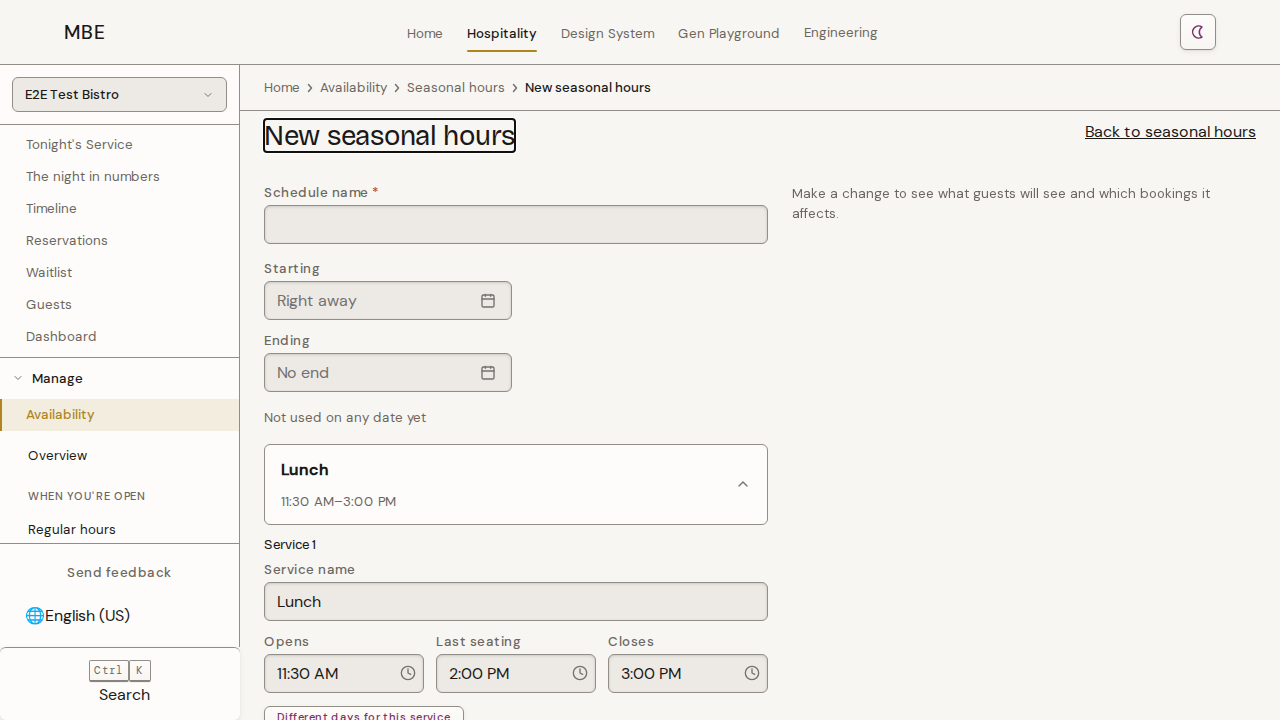 MBE
Home
Hospitality
Design System
Gen Playground
Engineering
E2E Test Bistro
Tonight's Service
The night in numbers
Timeline
Reservations
Waitlist
Guests
Dashboard
Manage
Availability
Overview
WHEN YOU'RE OPEN
Regular hours
Send feedback
English (US)
Ctrl K
Search
Home > Availability > Seasonal hours > New seasonal hours
New seasonal hours
Back to seasonal hours
Schedule name *
Starting
Right away
Ending
No end
Not used on any date yet
Lunch
11:30 AM–3:00 PM
Service 1
Service name
Lunch
Opens
Last seating
Closes
11:30 AM
2:00 PM
3:00 PM
Different days for this service
Make a change to see what guests will see and which bookings it
affects.